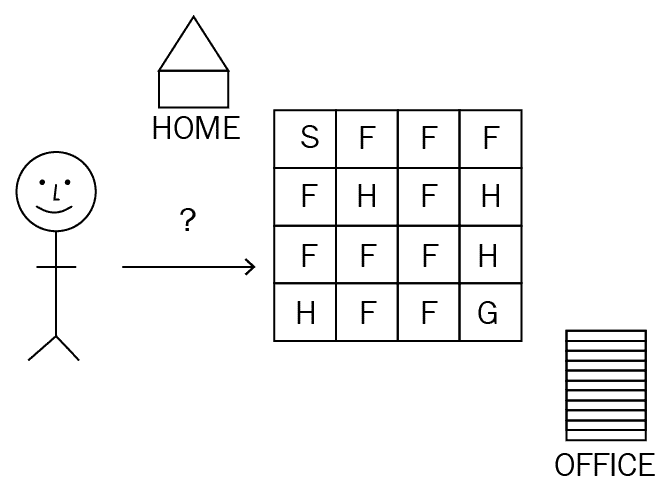 HOME
?
S F F F
F H F H
F F F H
H F F G
OFFICE